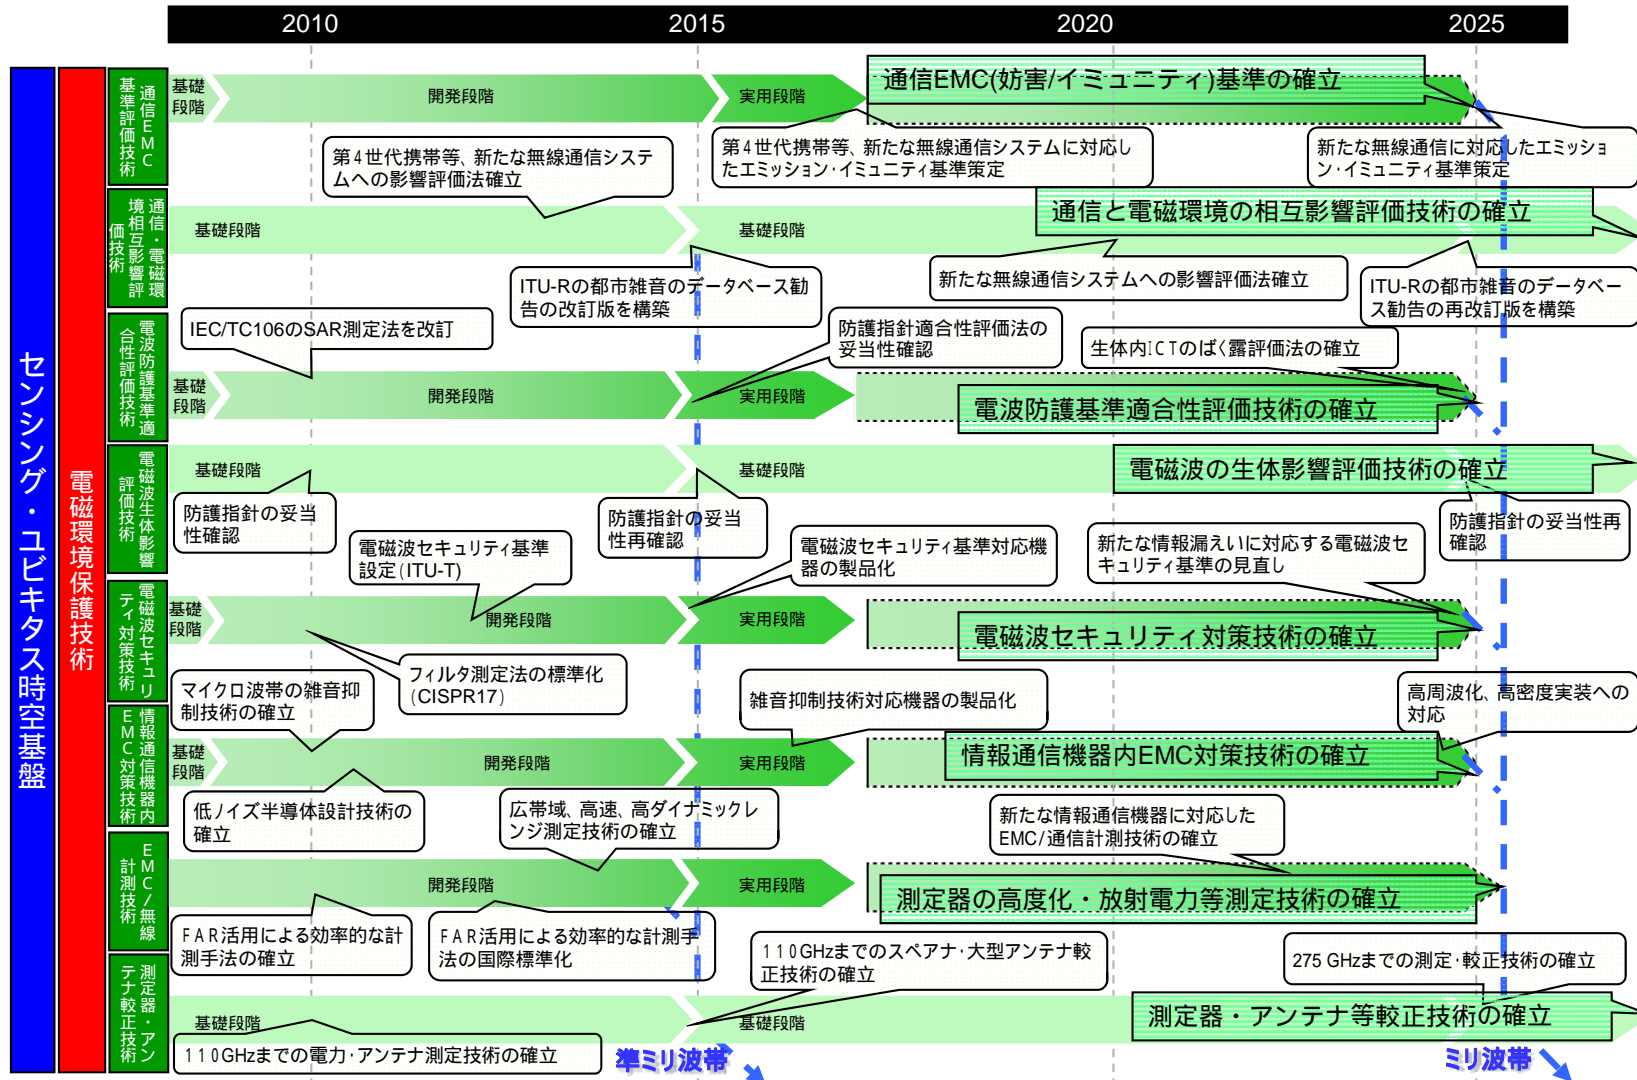 2010
2015
2020
2025
センシング・ユビキタス時空基盤
電磁環境保護技術
通信EMC
基準評価技術
基礎
段階
開発段階
実用段階
通信EMC(妨害/イミュニティ)基準の確立
第4世代携帯等、新たな無線通信システ
ムへの影響評価法確立
第4世代携帯等、新たな無線通信システムに対応し
たエミッション・イミュニティ基準策定
新たな無線通信に対応したエミッショ
ン・イミュニティ基準策定
通信・電磁環
境相互影響評
価技術
基礎段階
基礎段階
通信と電磁環境の相互影響評価技術の確立
ITU-Rの都市雑音のデータベース勧
告の改訂版を構築
新たな無線通信システムへの影響評価法確立
ITU-Rの都市雑音のデータベー
ス勧告の再改訂版を構築
電波防護基準適
合性評価技術
IEC/TC106のSAR測定法を改訂
防護指針適合性評価法の
妥当性確認
生体内ICTのばく露評価法の確立
基礎
段階
開発段階
実用段階
電波防護基準適合性評価技術の確立
電磁波生体影響
評価技術
基礎段階
基礎段階
電磁波の生体影響評価技術の確立
防護指針の妥当
性確認
防護指針の妥当
性再確認
防護指針の妥当性再
確認
電磁波セキュリ
ティ対策技術
電磁波セキュリティ基準
設定(ITU-T)
電磁波セキュリティ基準対応機
器の製品化
新たな情報漏えいに対応する電磁波セ
キュリティ基準の見直し
基礎
段階
開発段階
実用段階
電磁波セキュリティ対策技術の確立
フィルタ測定法の標準化
(CISPR17)
情報通信機器内
EMC対策技術
マイクロ波帯の雑音抑
制技術の確立
雑音抑制技術対応機器の製品化
高周波化、高密度実装への
対応
基礎
段階
開発段階
実用段階
情報通信機器内EMC対策技術の確立
低ノイズ半導体設計技術の
確立
広帯域、高速、高ダイナミックレ
ンジ測定技術の確立
新たな情報通信機器に対応した
EMC/通信計測技術の確立
EMC/無線
計測技術
開発段階
実用段階
測定器の高度化・放射電力等測定技術の確立
FAR活用による効率的な計
測手法の確立
FAR活用による効率的な計測手
法の国際標準化
110GHzまでのスペアナ・大型アンテナ較
正技術の確立
275 GHzまでの測定・較正技術の確立
測定器・アン
テナ較正技術
基礎段階
基礎段階
測定器・アンテナ等較正技術の確立
110GHzまでの電力・アンテナ測定技術の確立
準ミリ波帯
ミリ波帯